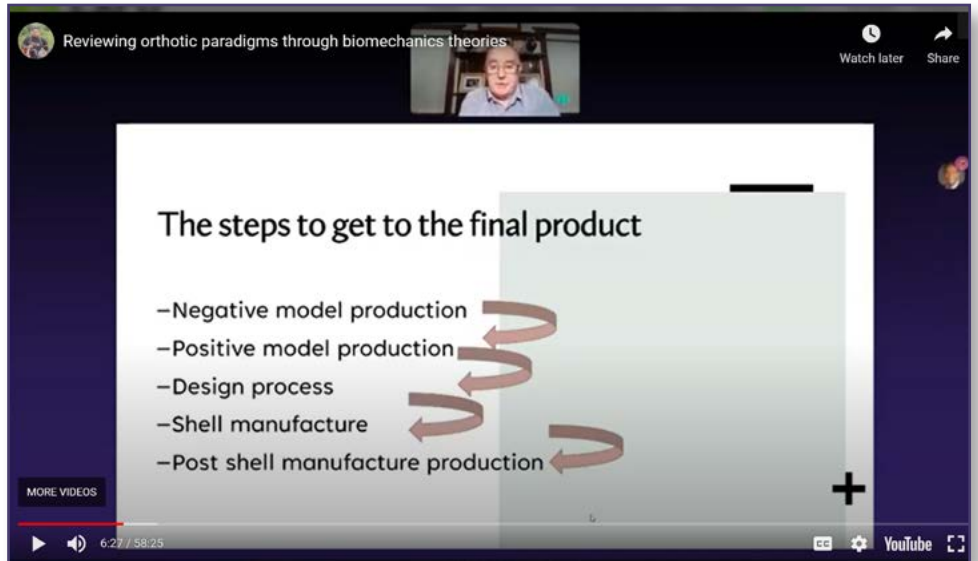 Reviewing orthotic paradigms through biomechanics theories
Watch later
Share
The steps to get to the final product
–Negative model production
–Positive model production
–Design process
–Shell manufacture
–Post shell manufacture production
MORE VIDEOS
6:27 / 58:25
CC
YouTube